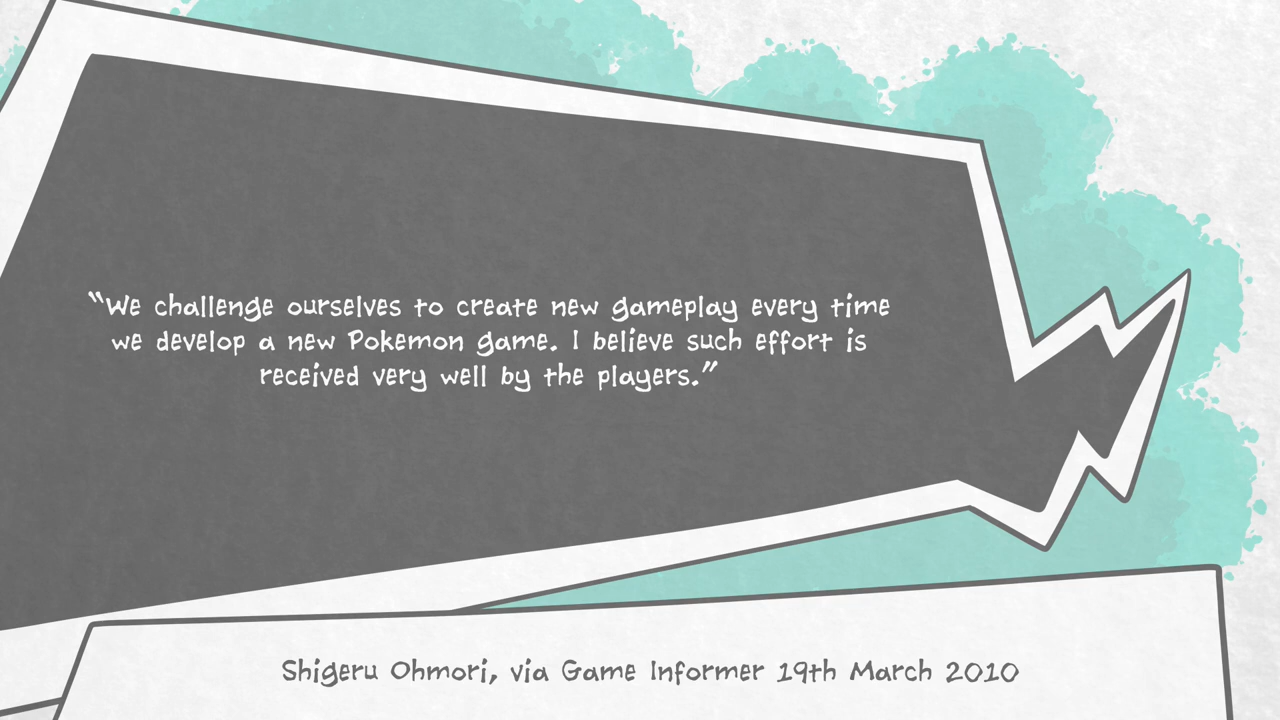 “We challenge ourselves to create new gameplay every time
we develop a new Pokemon game. I believe such effort is
received very well by the players.”
Shigeru Ohmori, via Game Informer 19th March 2010